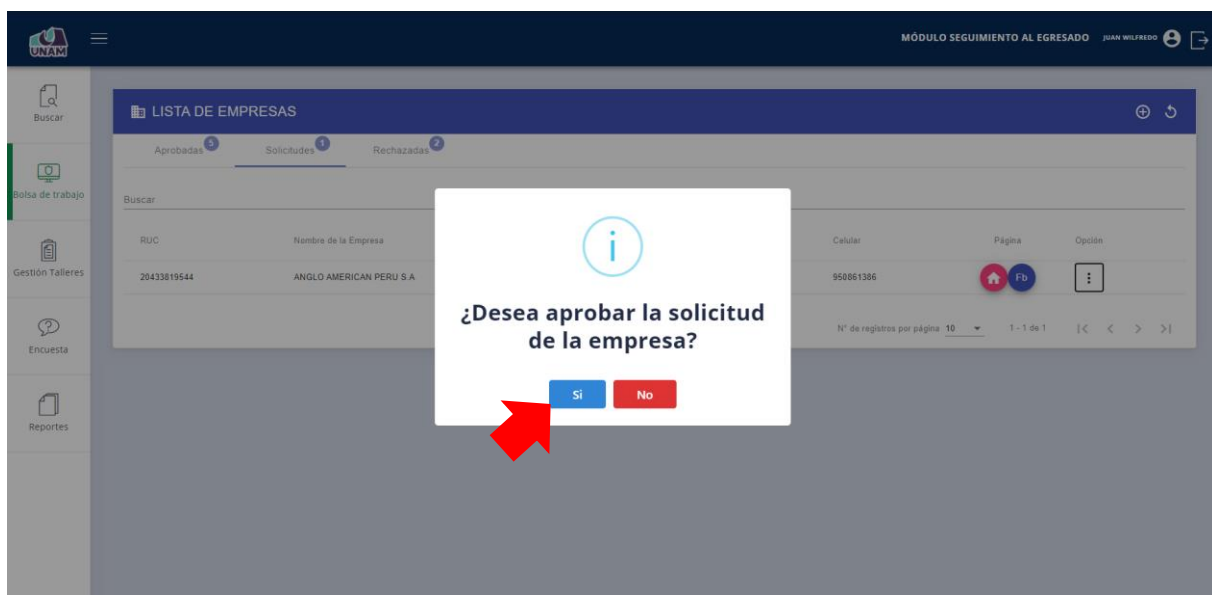 UNAM
MÓDULO SEGUIMIENTO AL EGRESADO JUAN WILFREDO
Buscar
Bolsa de trabajo
Gestión Talleres
Encuesta
Reportes
LISTA DE EMPRESAS
Aprobadas 5 Solicitudes 1 Rechazadas 2
Buscar
RUC Nombre de la Empresa Celular Página Opción
20433819544 ANGLO AMERICAN PERU S.A 950861386 Fb
N° de registros por página 10 1 - 1 de 1 |< < > >|
i
¿Desea aprobar la solicitud
de la empresa?
Sì No